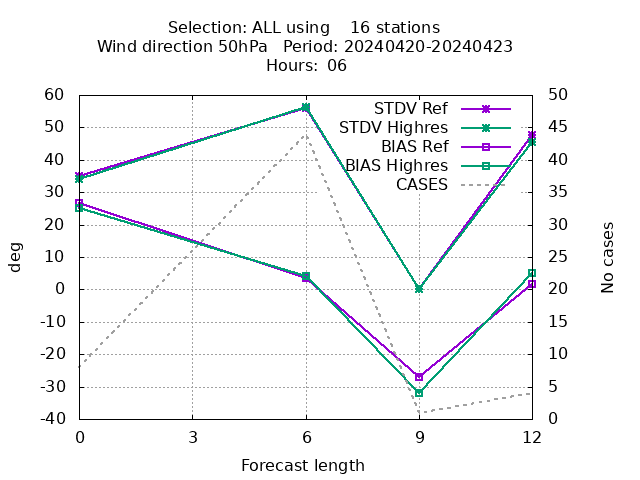 Selection: ALL using    16 stations
Wind direction 50hPa   Period: 20240420-20240423
Hours: 06
60
50
40
30
20
10
0
-10
-20
-30
-40
deg
STDV Ref
STDV Highres
BIAS Ref
BIAS Highres
CASES
50
45
40
35
30
25
20
15
10
5
0
No cases
0 3 6 9 12
Forecast length